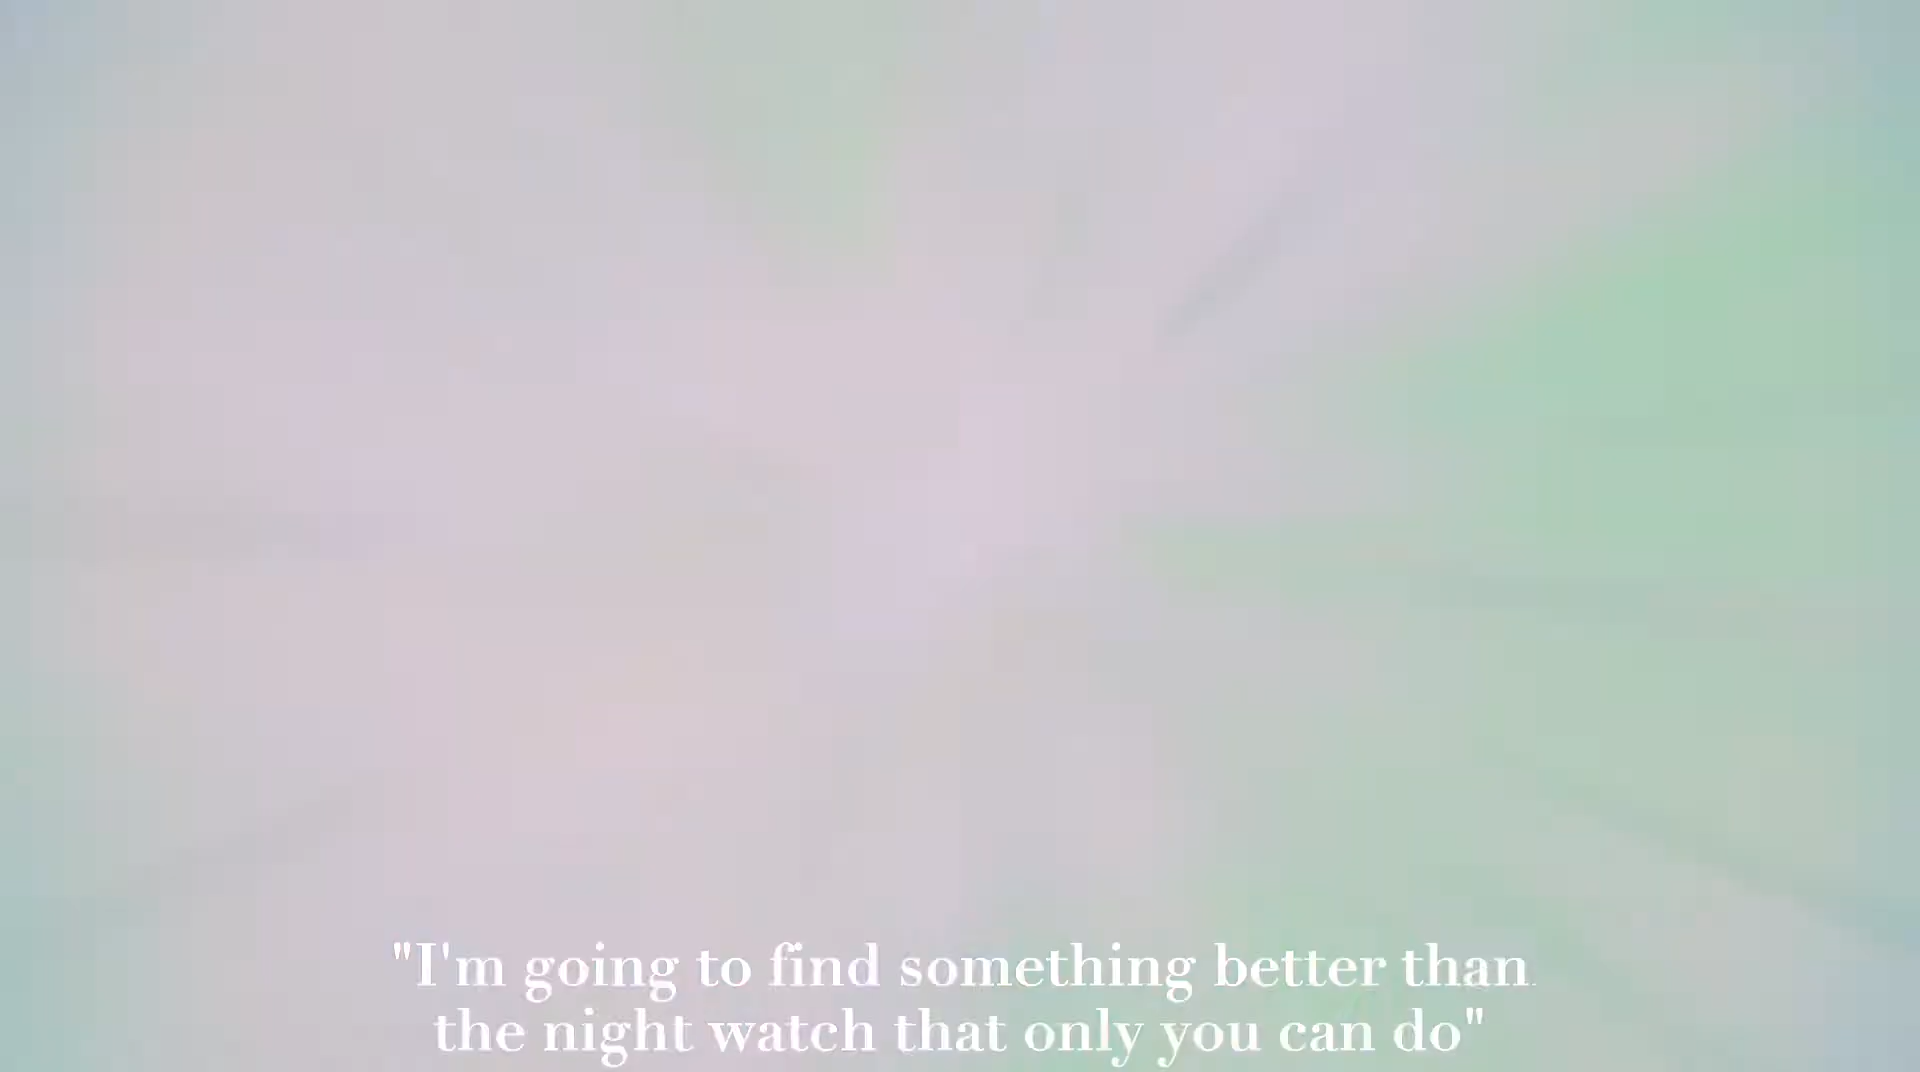 "I'm going to find something better than
the night watch that only you can do"